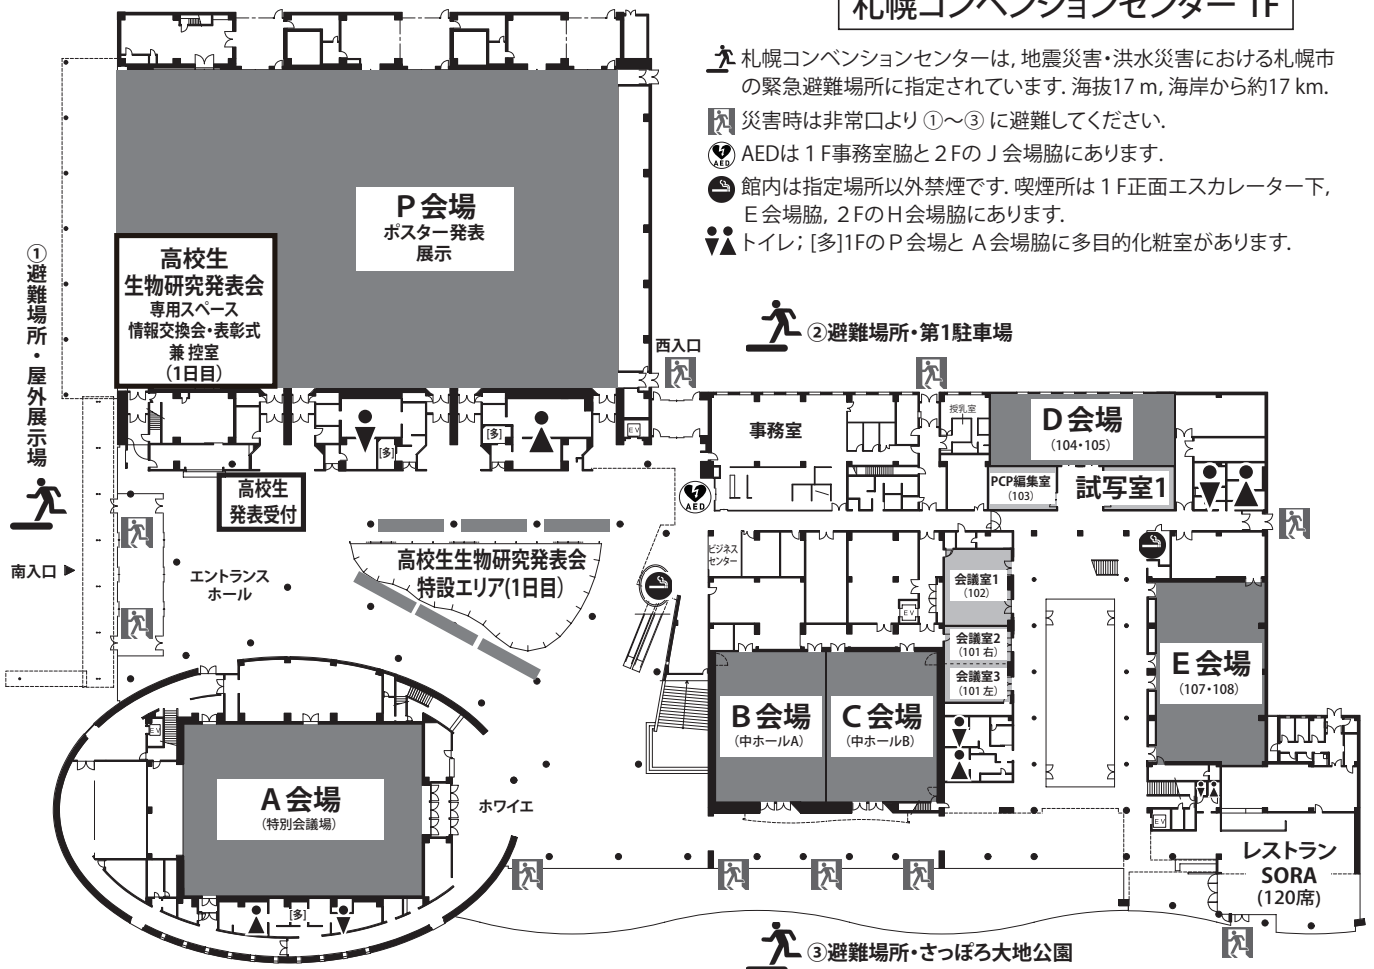 札幌コンベンションセンター 1F
札幌コンベンションセンターは, 地震災害・洪水災害における札幌市
の緊急避難場所に指定されています. 海抜17 m, 海岸から約17 km.
災害時は非常口より ①〜③ に避難してください.
AED
AEDは 1 F事務室脇と 2 Fの J 会場脇にあります.
館内は指定場所以外禁煙です. 喫煙所は 1 F正面エスカレーター下,
E 会場脇, 2 Fの H 会場脇にあります.
トイレ; [多]1Fの P 会場と A 会場脇に多目的化粧室があります.
P 会場
ポスター発表
展示
高校生
生物研究発表会
専用スペース
情報交換会・表彰式
兼 控室
(1日目)
①避難場所・屋外展示場
②避難場所・第1駐車場
西入口
EV
[多]
[多]
事務室
授乳室
D 会場
(104・105)
PCP編集室
(103)
試写室1
AED
高校生
発表受付
高校生生物研究発表会
特設エリア(1日目)
南入口
エントランス
ホール
ビジネス
センター
会議室1
(102)
EV
会議室2
(101 右)
会議室3
(101 左)
E 会場
(107・108)
B 会場
(中ホールA)
C 会場
(中ホールB)
EV
A 会場
(特別会議場)
ホワイエ
[多]
EV
レストラン
SORA
(120席)
③避難場所・さっぽろ大地公園